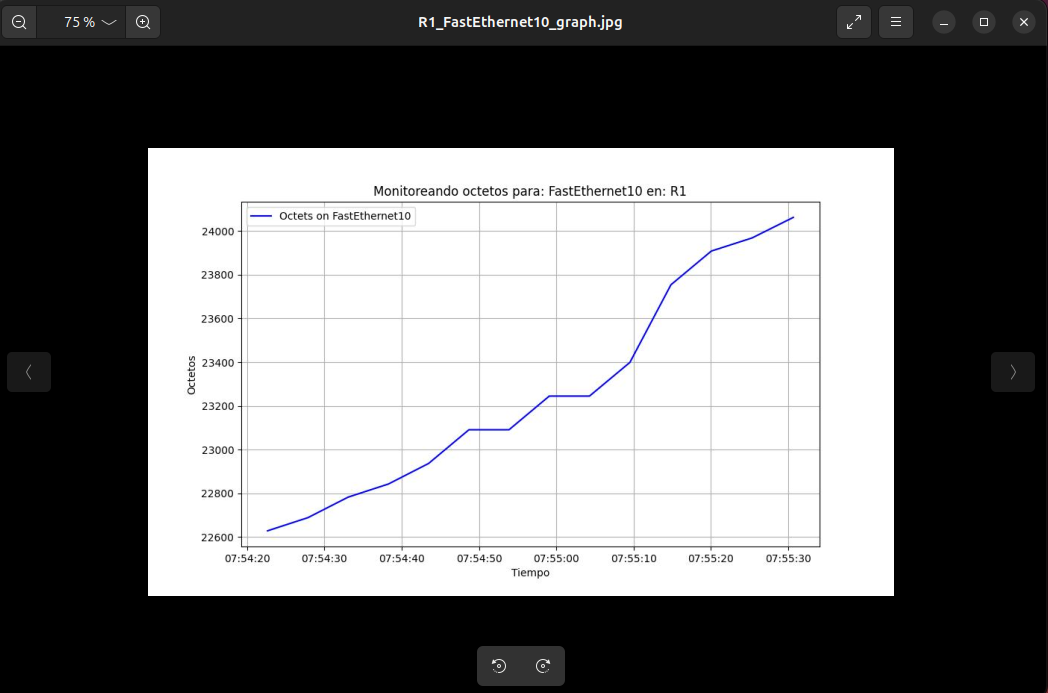 75 %
R1_FastEthernet10_graph.jpg
Monitoreando octetos para: FastEthernet10 en: R1
Octets on FastEthernet10
24000
23800
23600
23400
23200
23000
22800
22600
Octetos
07:54:20 07:54:30 07:54:40 07:54:50 07:55:00 07:55:10 07:55:20 07:55:30
Tiempo